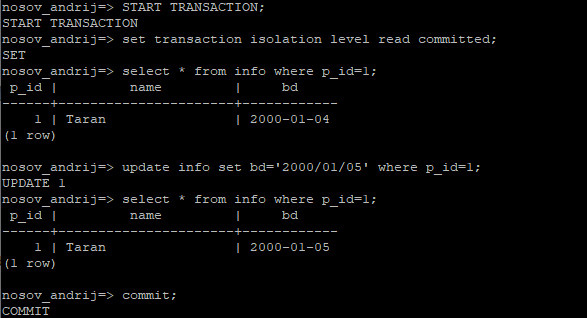 nosov_andrij=> START TRANSACTION;
START TRANSACTION
nosov_andrij=> set transaction isolation level read committed;
SET
nosov_andrij=> select * from info where p_id=1;
 p_id |         name         |     bd
------+----------------------+------------
    1 | Taran                | 2000-01-04
(1 row)

nosov_andrij=> update info set bd='2000/01/05' where p_id=1;
UPDATE 1
nosov_andrij=> select * from info where p_id=1;
 p_id |         name         |     bd
------+----------------------+------------
    1 | Taran                | 2000-01-05
(1 row)

nosov_andrij=> commit;
COMMIT